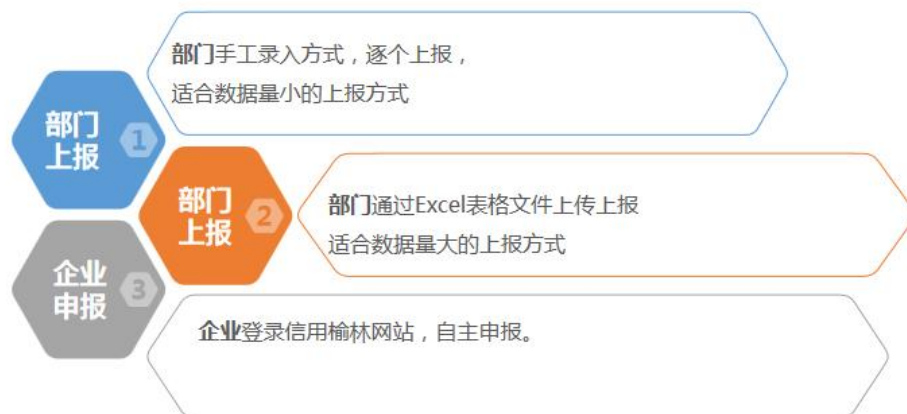 部门
上报
1
部门手工录入方式，逐个上报，
适合数据量小的上报方式
部门
上报
2
部门通过Excel表格文件上传上报
适合数据量大的上报方式
企业
申报
3
企业登录信用榆林网站，自主申报。